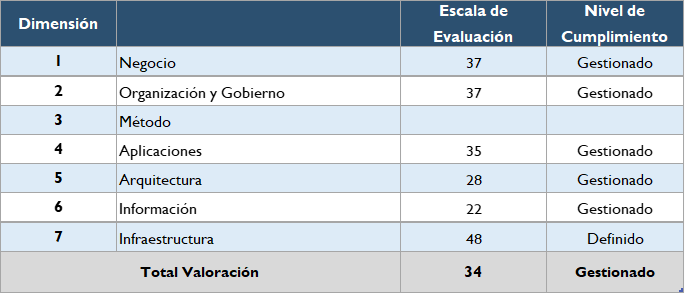 Dimensión Escala de Evaluación Nivel de Cumplimiento
1 Negocio 37 Gestionado
2 Organización y Gobierno 37 Gestionado
3 Método
4 Aplicaciones 35 Gestionado
5 Arquitectura 28 Gestionado
6 Información 22 Gestionado
7 Infraestructura 48 Definido
Total Valoración 34 Gestionado